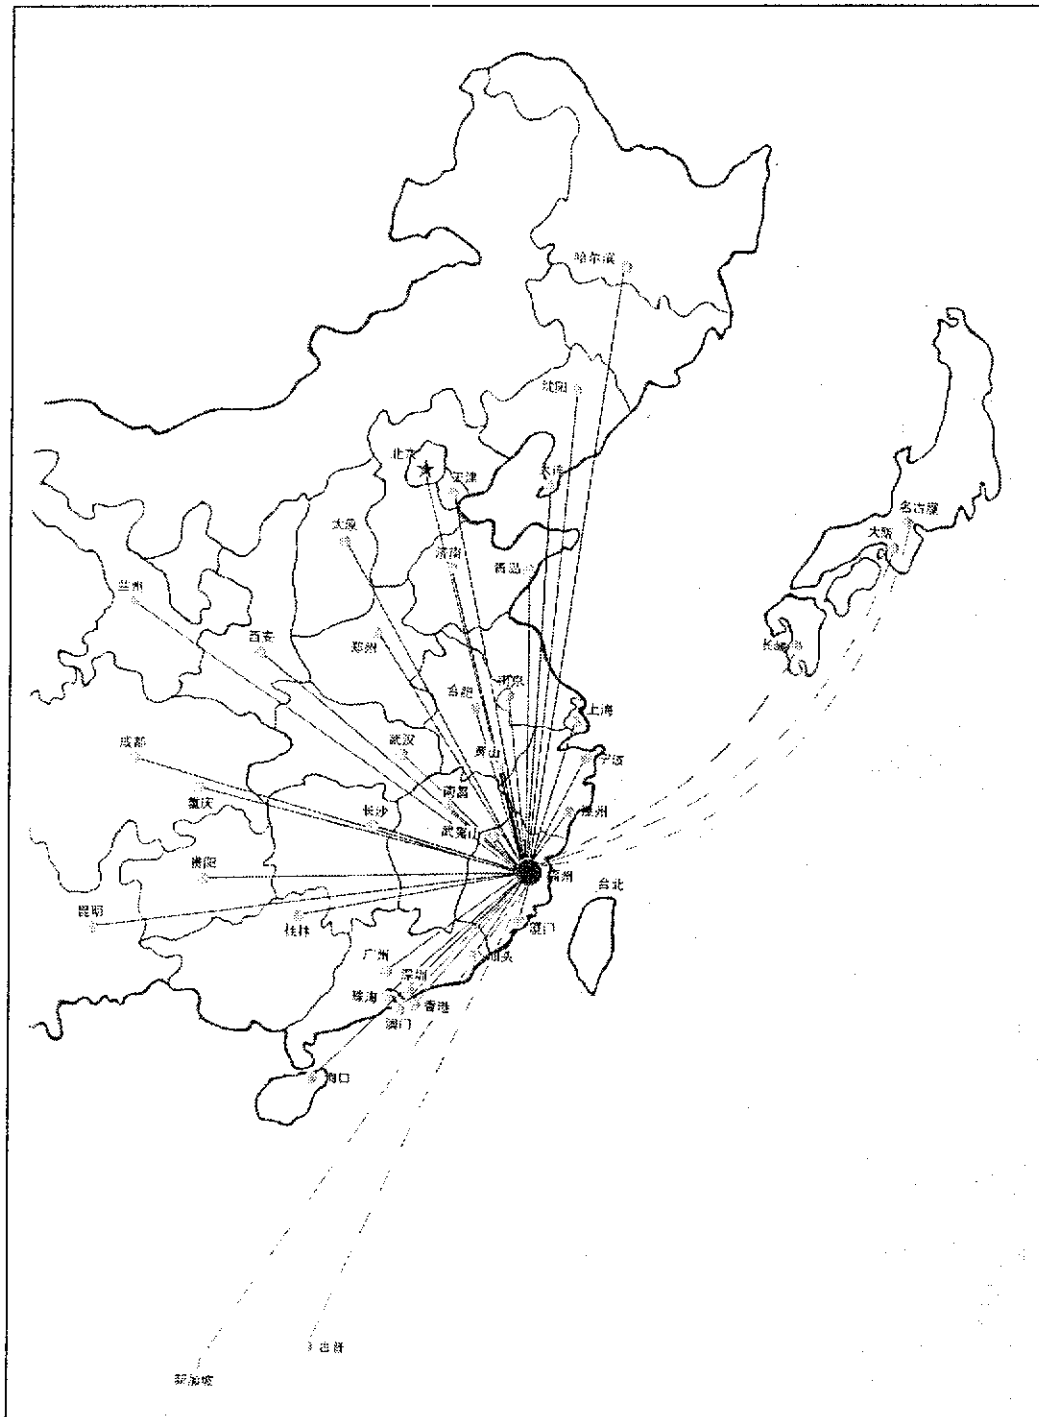 哈尔滨
沈阳
北京
天津
大连
太原
济南
青岛
名古屋
大阪
兰州
西安
郑州
长崎
南京
合肥
上海
成都
武汉
黄山
宁波
重庆
南昌
长沙
温州
武夷山
贵阳
福州
台北
昆明
桂林
厦门
广州
汕头
深圳
珠海
香港
澳门
海口
吉隆
新加坡